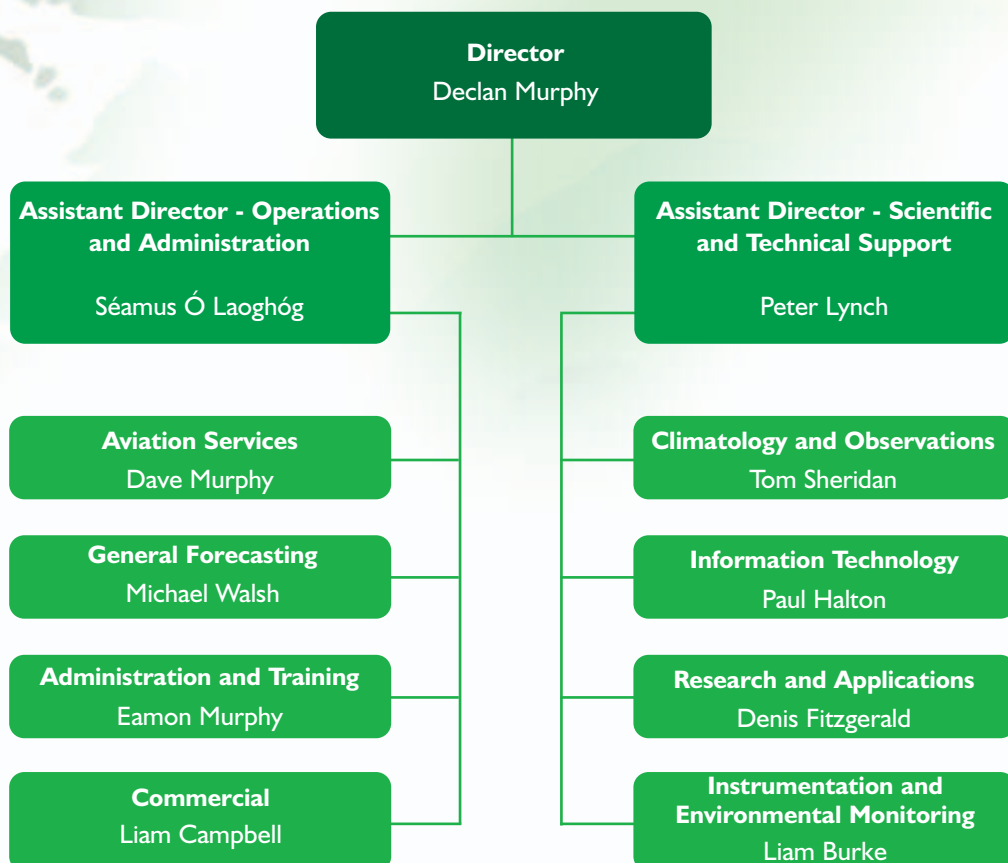 Director
Declan Murphy
Assistant Director - Operations
and Administration
Séamus Ó Laoghóg
Assistant Director - Scientific
and Technical Support
Peter Lynch
Aviation Services
Dave Murphy
General Forecasting
Michael Walsh
Administration and Training
Eamon Murphy
Commercial
Liam Campbell
Climatology and Observations
Tom Sheridan
Information Technology
Paul Halton
Research and Applications
Denis Fitzgerald
Instrumentation and
Environmental Monitoring
Liam Burke